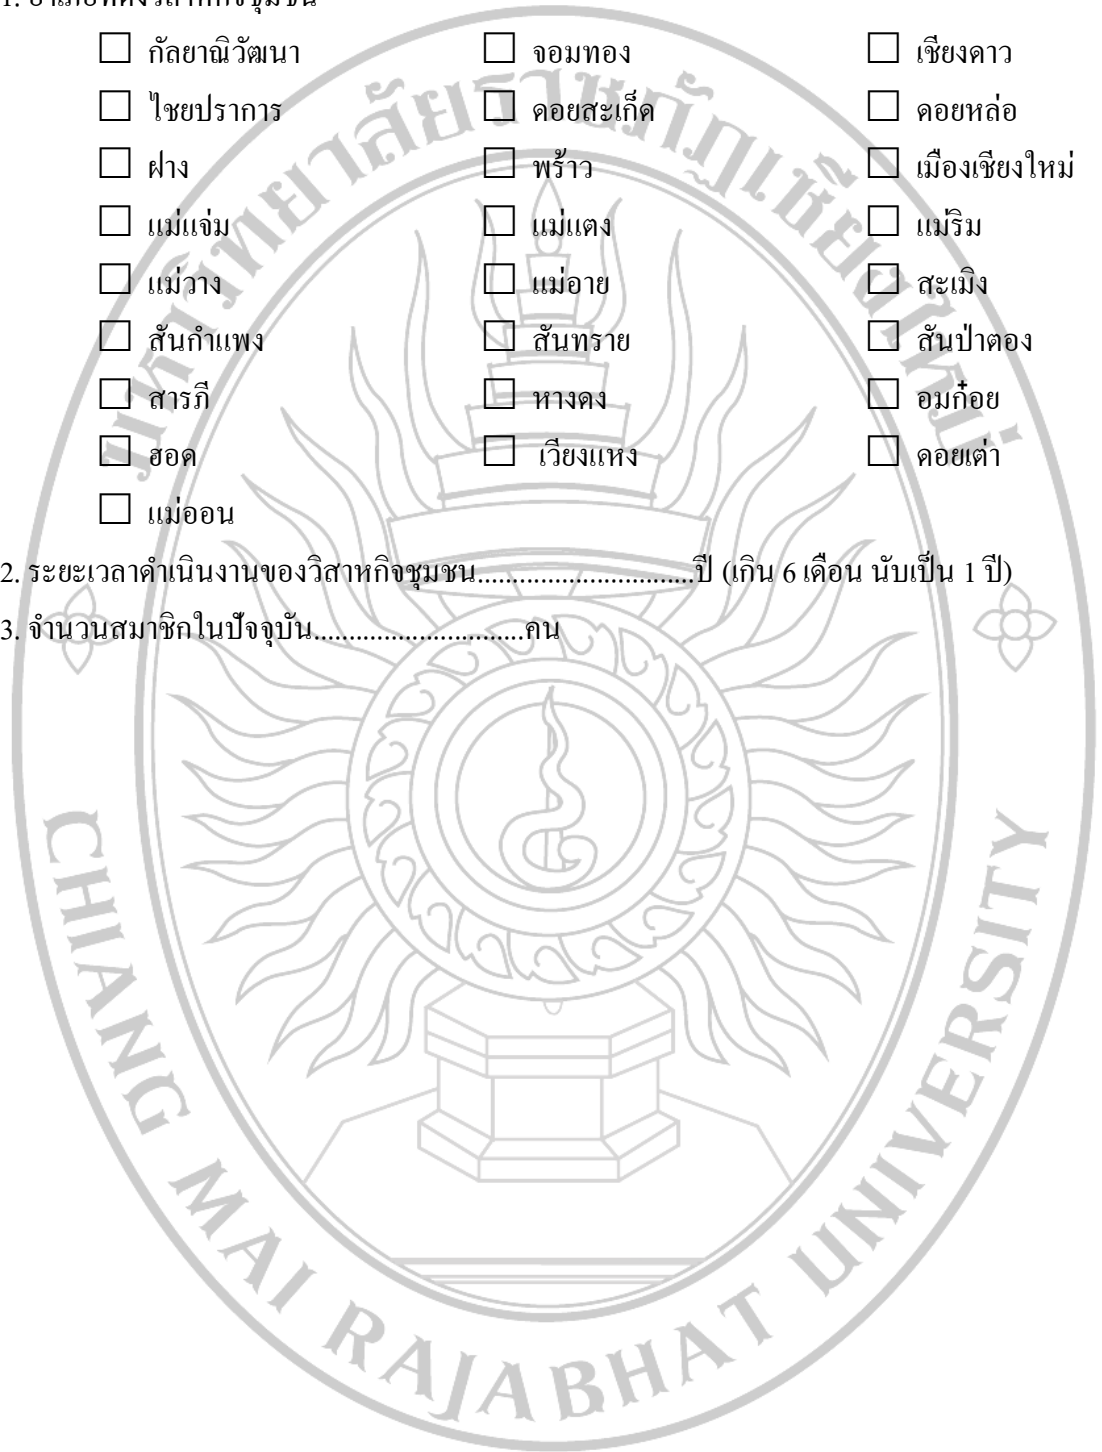 ☐ กัลยาณิวัฒนา ☐ จอมทอง ☐ เชียงดาว
☐ ไชยปราการ ☐ ดอยสะเก็ด ☐ ดอยหล่อ
☐ ฝาง ☐ พร้าว ☐ เมืองเชียงใหม่
☐ แม่แจ่ม ☐ แม่แตง ☐ แม่ริม
☐ แม่วาง ☐ แม่อาย ☐ สะเมิง
☐ สันกำแพง ☐ สันทราย ☐ สันป่าตอง
☐ สารภี ☐ หางดง ☐ อมก๋อย
☐ ฮอด ☐ เวียงแหง ☐ ดอยเต่า
☐ แม่ออน
2. ระยะเวลาดำเนินงานของวิสาหกิจชุมชน...............................ปี (เกิน 6 เดือน นับเป็น 1 ปี)
3. จำนวนสมาชิกในปัจจุบัน..............................คน
มหาวิทยาลัยราชภัฏเชียงใหม่
CHIANG MAI RAJABHAT UNIVERSITY